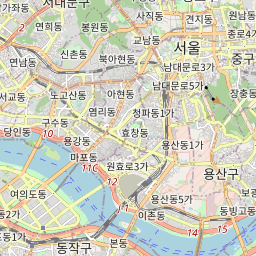 서대문구
가좌동
연희동
봉원동
사직동
견지동
원남동
종로4가
교남동
서울
중구
연남동
신촌동
북아현동
남대문로3가
남대문로5가
장충동
서교동
노고산동
아현동
염리동
청파동1가
당인동
구수동
효창동
용산동1가
용강동
마포동
원효로3가
용산구
11
12
10
여의도동
용산동5가
동빙고동
이촌동
본동
동작구